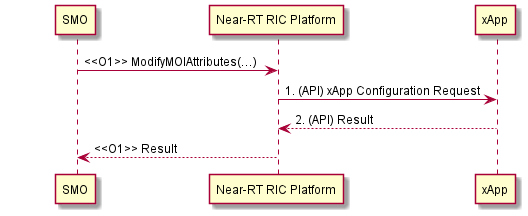 SMO
Near-RT RIC Platform
xApp
<<O1>> ModifyMOIAttributes(...)
1. (API) xApp Configuration Request
2. (API) Result
<<O1>> Result
SMO
Near-RT RIC Platform
xApp